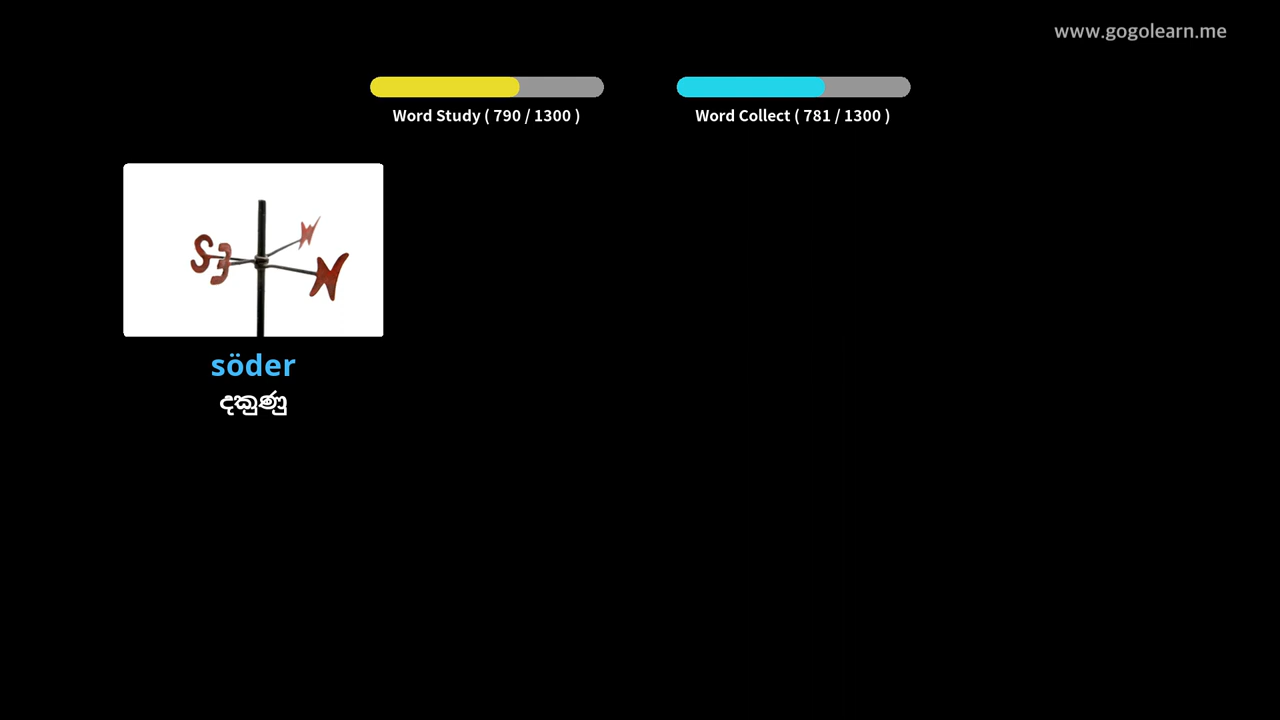 www.gogolearn.me
Word Study ( 790 / 1300 )
Word Collect ( 781 / 1300 )
S E W N
söder
දකුණු